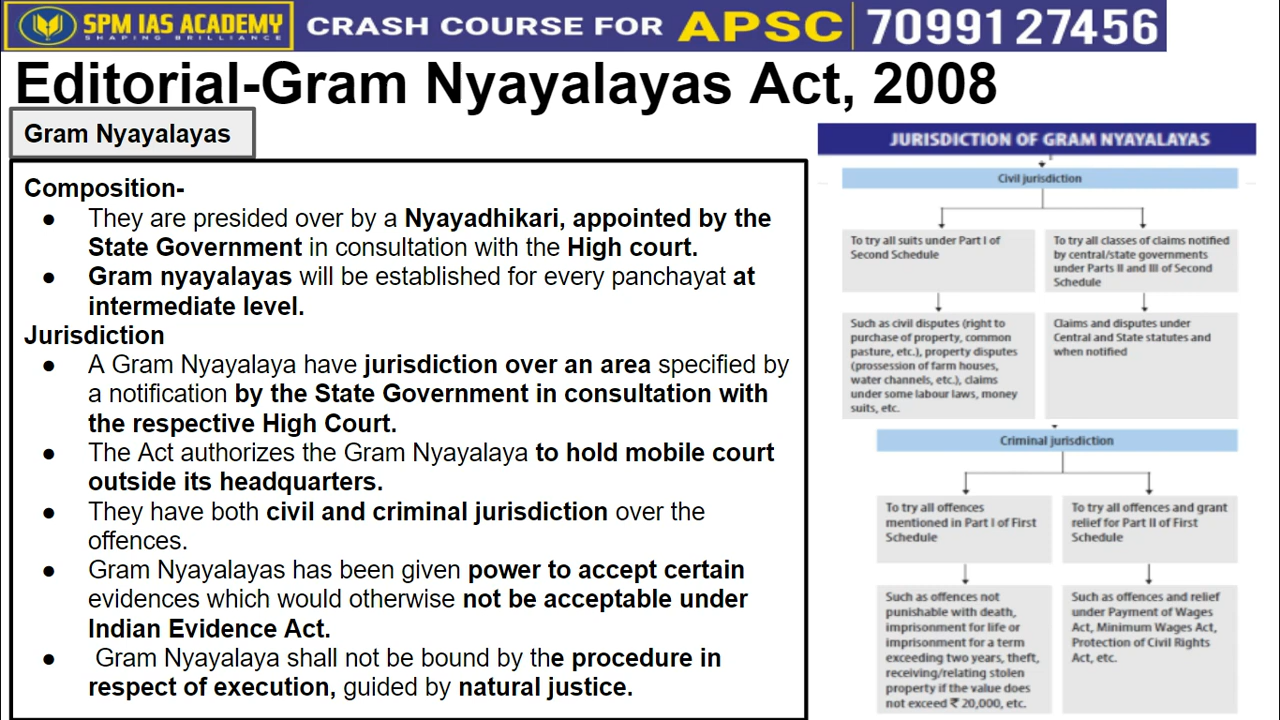 SPM IAS ACADEMY
SHAPING BRILLIANCE
CRASH COURSE FOR APSC 70991 27456
Editorial-Gram Nyayalayas Act, 2008
Gram Nyayalayas
Composition-
● They are presided over by a Nyayadhikari, appointed by the
State Government in consultation with the High court.
● Gram nyayalayas will be established for every panchayat at
intermediate level.
Jurisdiction
● A Gram Nyayalaya have jurisdiction over an area specified by
a notification by the State Government in consultation with
the respective High Court.
● The Act authorizes the Gram Nyayalaya to hold mobile court
outside its headquarters.
● They have both civil and criminal jurisdiction over the
offences.
● Gram Nyayalayas has been given power to accept certain
evidences which would otherwise not be acceptable under
Indian Evidence Act.
● Gram Nyayalaya shall not be bound by the procedure in
respect of execution, guided by natural justice.
JURISDICTION OF GRAM NYAYALAYAS
Civil jurisdiction
To try all suits under Part I of
Second Schedule
To try all classes of claims notified
by central/state governments
under Parts II and III of Second
Schedule
Such as civil disputes (right to
purchase of property, common
pasture, etc.), property disputes
(prossession of farm houses,
water channels, etc.), claims
under some labour laws, money
suits, etc.
Claims and disputes under
Central and State statutes and
when notified
Criminal jurisdiction
To try all offences
mentioned in Part I of First
Schedule
To try all offences and grant
relief for Part II of First
Schedule
Such as offences not
punishable with death,
imprisonment for life or
imprisonment for a term
exceeding two years, theft,
receiving/relating stolen
property if the value does
not exceed ₹ 20,000, etc.
Such as offences and relief
under Payment of Wages
Act, Minimum Wages Act,
Protection of Civil Rights
Act, etc.